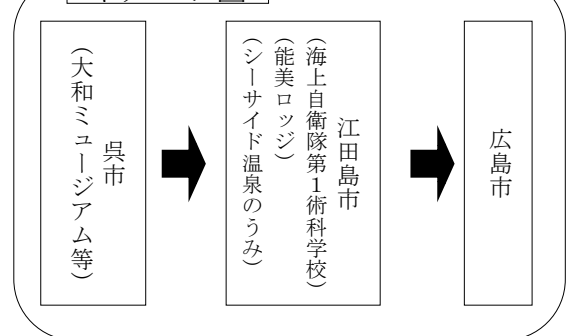 呉市
(大和ミュージアム等)
江田島市
(海上自衛隊第1術科学校)
(能美ロッジ)
(シーサイド温泉のうみ)
広島市